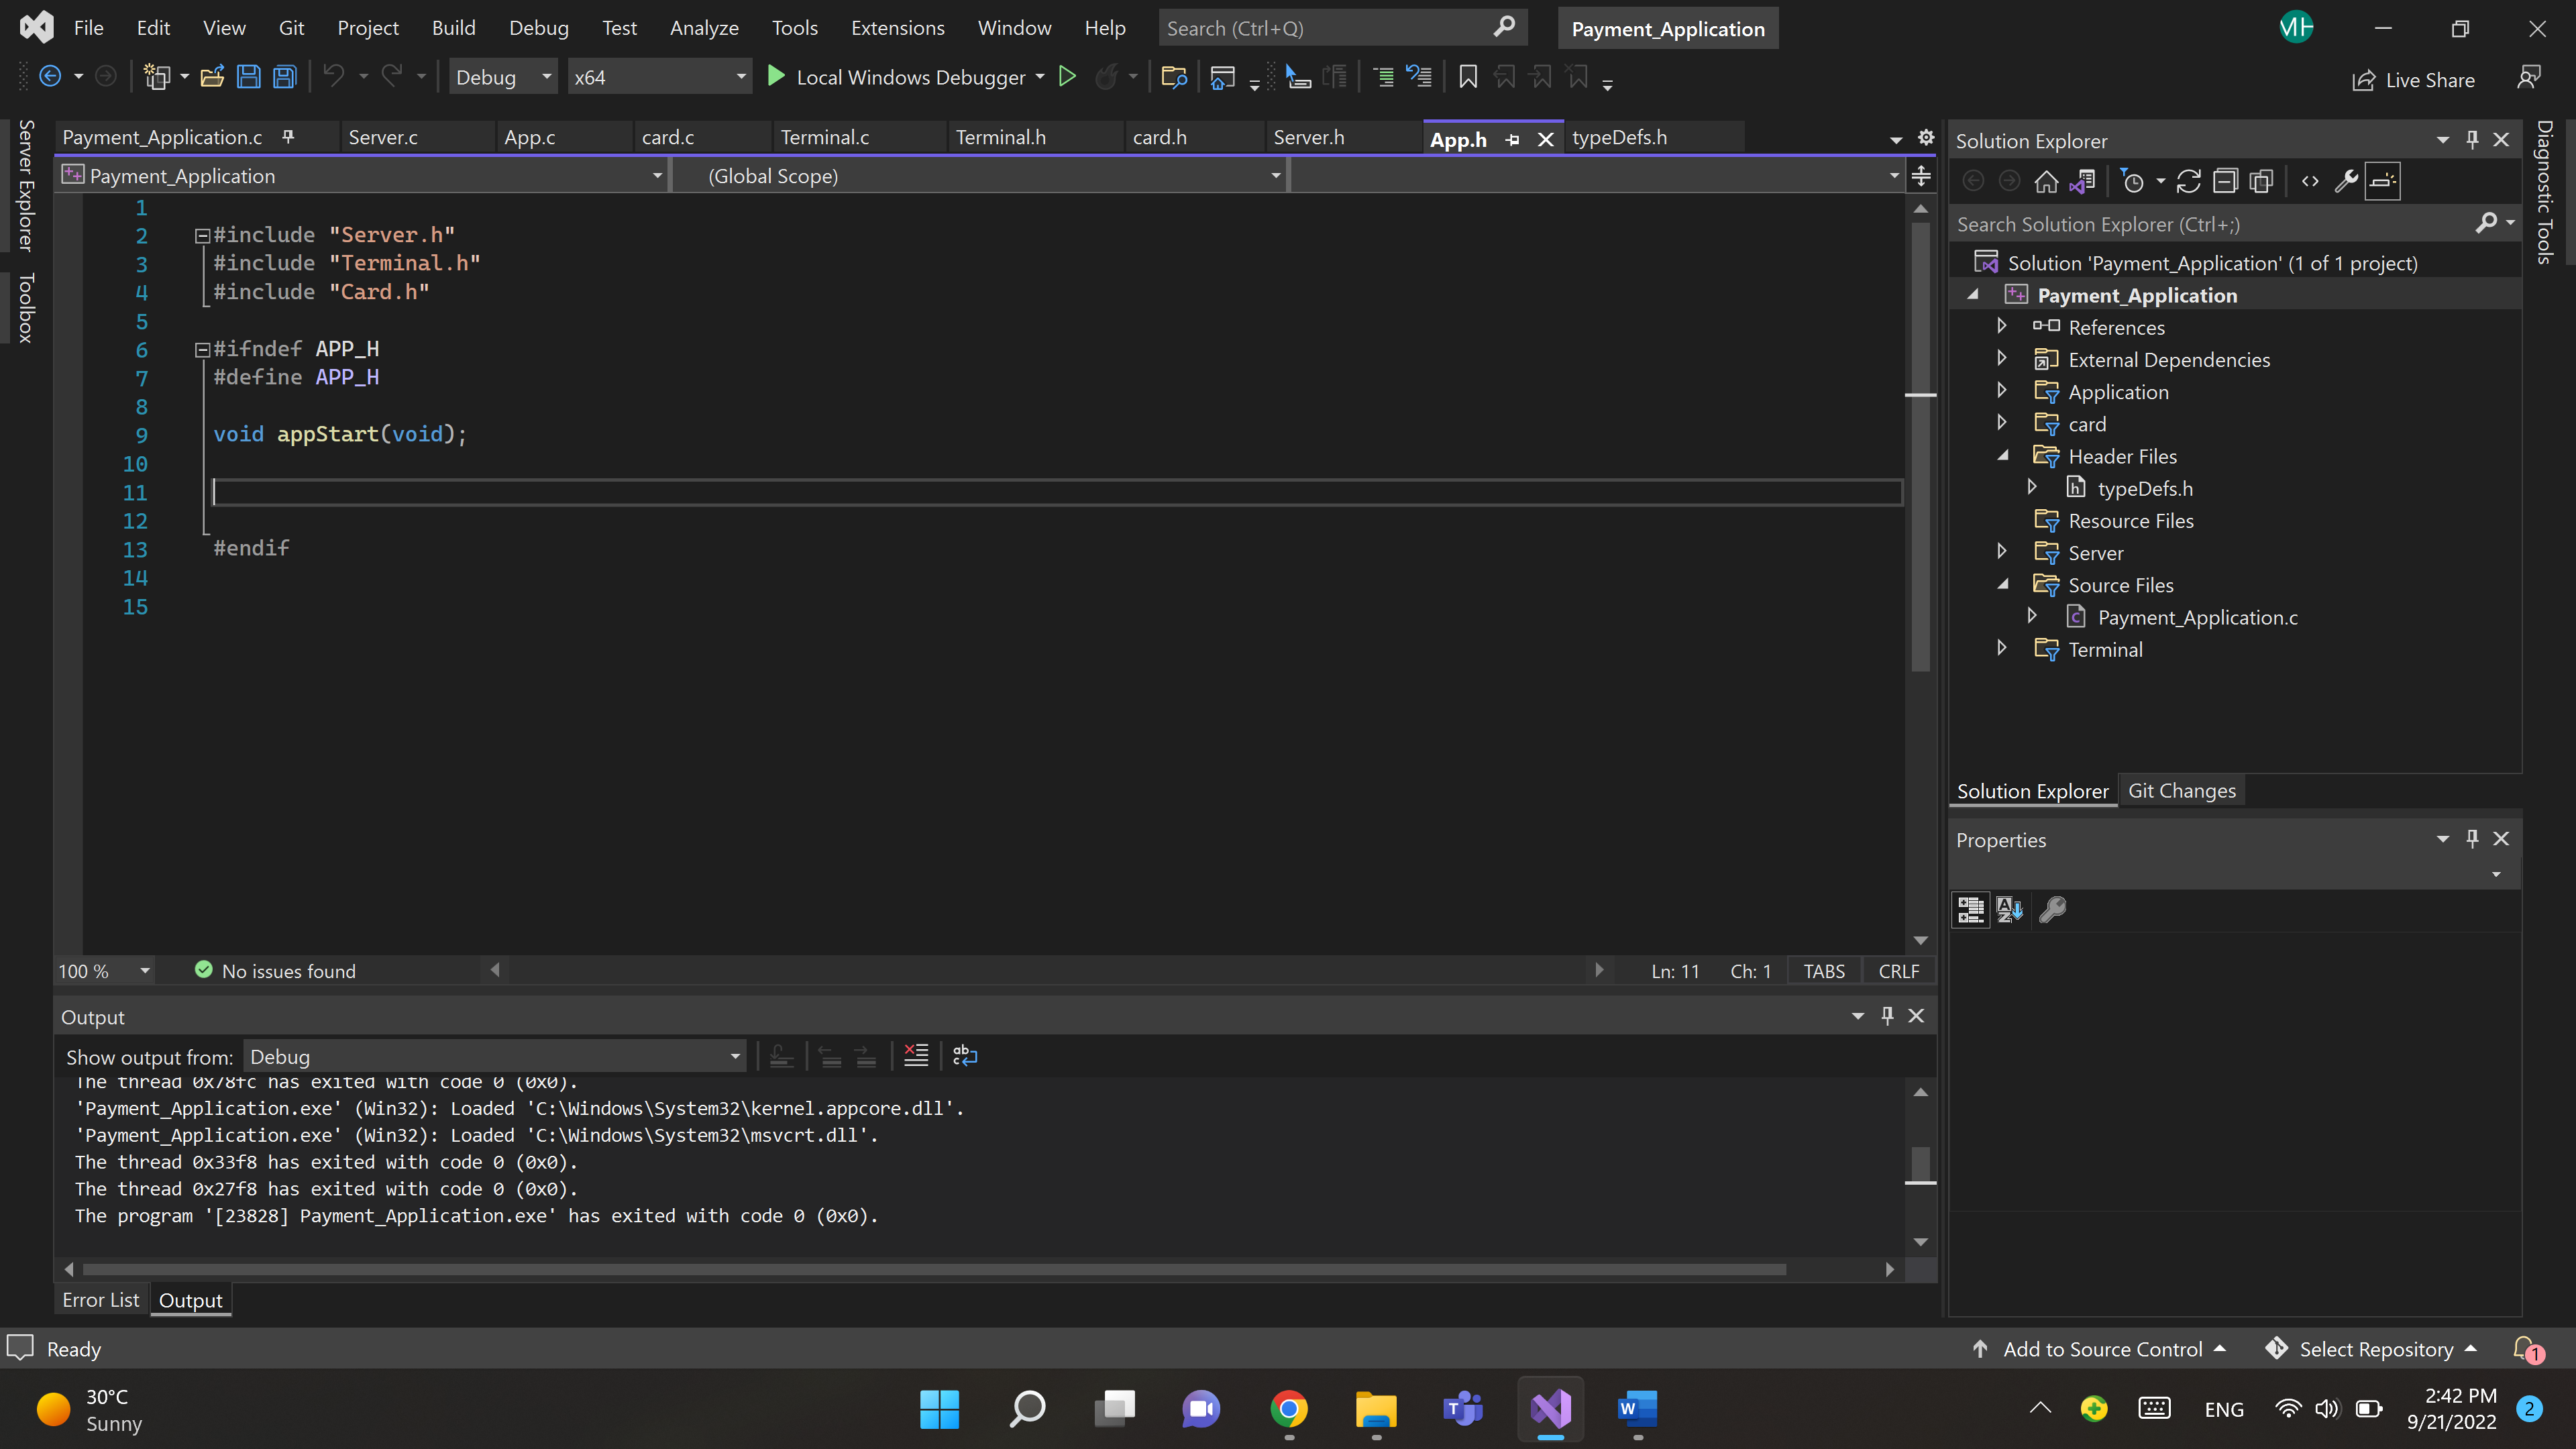 File Edit View Git Project Build Debug Test Analyze Tools Extensions Window Help Search (Ctrl+Q) Payment_Application MH
Debug x64 Local Windows Debugger Live Share
Server Explorer
Toolbox
Payment_Application.c Server.c App.c card.c Terminal.c Terminal.h card.h Server.h App.h typeDefs.h
Payment_Application (Global Scope)
1
2 #include "Server.h"
3 #include "Terminal.h"
4 #include "Card.h"
5
6 #ifndef APP_H
7 #define APP_H
8
9 void appStart(void);
10
11
12
13 #endif
14
15
100 % No issues found Ln: 11 Ch: 1 TABS CRLF
Output
Show output from: Debug
The thread 0x78fc has exited with code 0 (0x0).
'Payment_Application.exe' (Win32): Loaded 'C:\Windows\System32\kernel.appcore.dll'.
'Payment_Application.exe' (Win32): Loaded 'C:\Windows\System32\msvcrt.dll'.
The thread 0x33f8 has exited with code 0 (0x0).
The thread 0x27f8 has exited with code 0 (0x0).
The program '[23828] Payment_Application.exe' has exited with code 0 (0x0).
Error List Output
Solution Explorer
Search Solution Explorer (Ctrl+;)
Solution 'Payment_Application' (1 of 1 project)
Payment_Application
References
External Dependencies
Application
card
Header Files
typeDefs.h
Resource Files
Server
Source Files
Payment_Application.c
Terminal
Solution Explorer Git Changes
Properties
Diagnostic Tools
Ready Add to Source Control Select Repository 1
30°C
Sunny
ENG
2:42 PM
9/21/2022
2